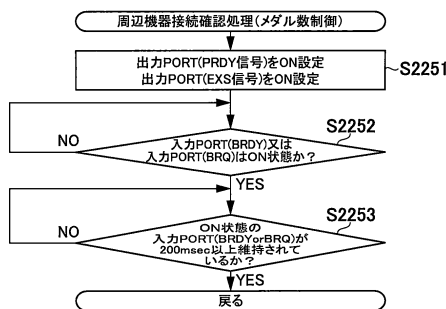 周辺機器接続確認処理(メダル数制御)
出力PORT(PRDY信号)をON設定
出力PORT(EXS信号)をON設定
S2251
S2252
入力PORT(BRDY)又は
入力PORT(BRQ)はON状態か?
NO
YES
S2253
ON状態の
入力PORT(BRDYorBRQ)が
200msec以上維持されて
いるか?
NO
YES
戻る